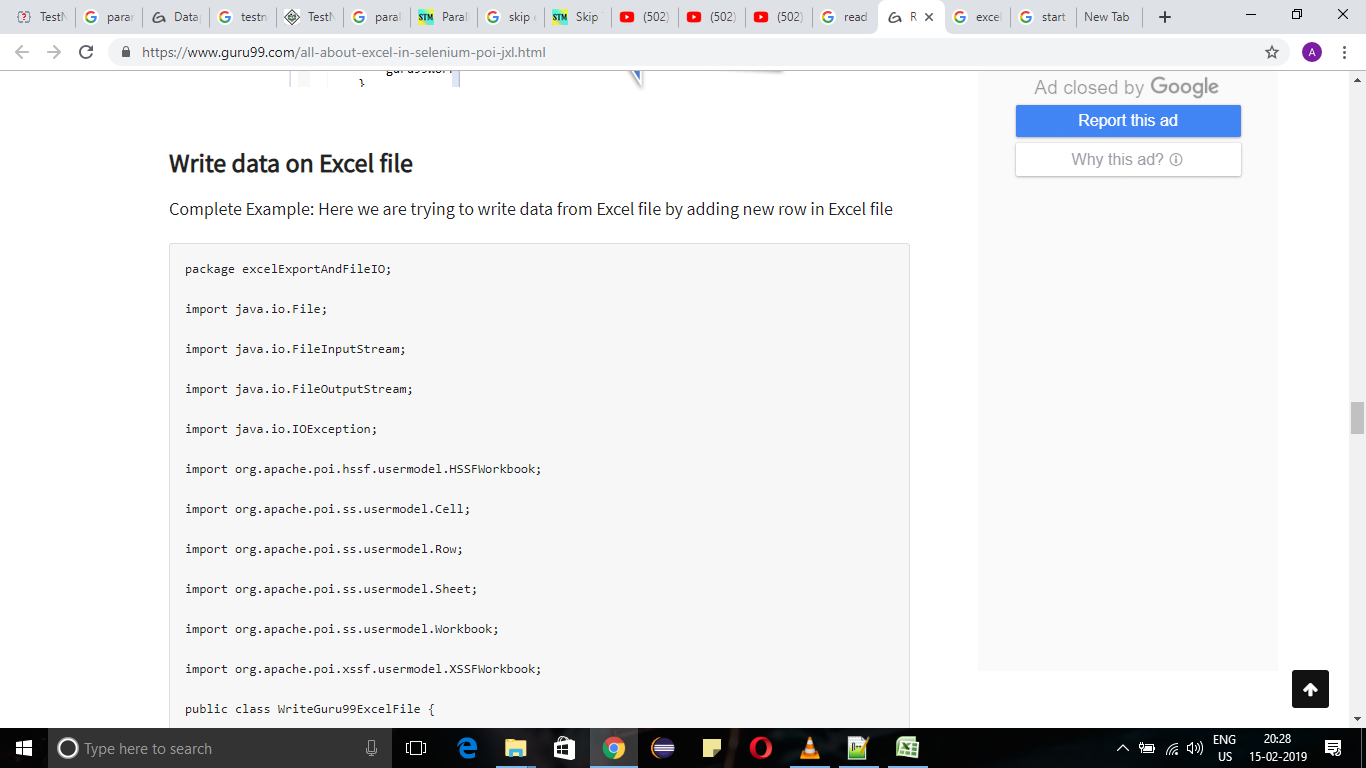 TestN
param
Data
testn
TestN
paral
STM Parall
skip
STM Skip
(502)
(502)
(502)
read
R
excel
start
New Tab
https://www.guru99.com/all-about-excel-in-selenium-poi-jxl.html
A
}
Ad closed by Google
Report this ad
Why this ad?
Write data on Excel file
Complete Example: Here we are trying to write data from Excel file by adding new row in Excel file
package excelExportAndFileIO;
import java.io.File;
import java.io.FileInputStream;
import java.io.FileOutputStream;
import java.io.IOException;
import org.apache.poi.hssf.usermodel.HSSFWorkbook;
import org.apache.poi.ss.usermodel.Cell;
import org.apache.poi.ss.usermodel.Row;
import org.apache.poi.ss.usermodel.Sheet;
import org.apache.poi.ss.usermodel.Workbook;
import org.apache.poi.xssf.usermodel.XSSFWorkbook;
public class WriteGuru99ExcelFile {
Type here to search
ENG
US
20:28
15-02-2019